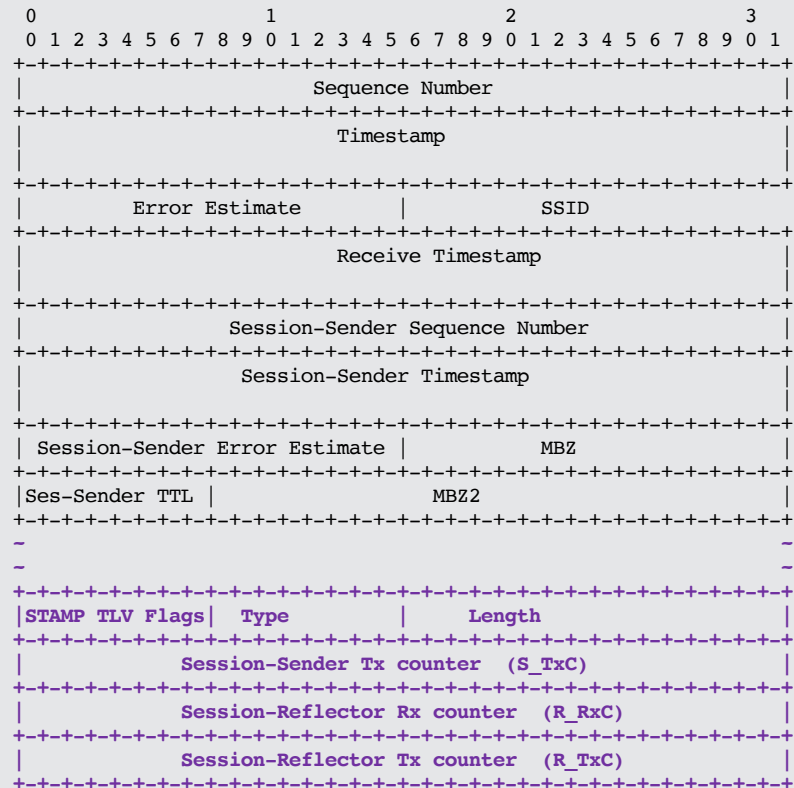 0                   1                   2                   3
 0 1 2 3 4 5 6 7 8 9 0 1 2 3 4 5 6 7 8 9 0 1 2 3 4 5 6 7 8 9 0 1
+-+-+-+-+-+-+-+-+-+-+-+-+-+-+-+-+-+-+-+-+-+-+-+-+-+-+-+-+-+-+-+-+
|                        Sequence Number                        |
+-+-+-+-+-+-+-+-+-+-+-+-+-+-+-+-+-+-+-+-+-+-+-+-+-+-+-+-+-+-+-+-+
|                          Timestamp                            |
|                                                               |
+-+-+-+-+-+-+-+-+-+-+-+-+-+-+-+-+-+-+-+-+-+-+-+-+-+-+-+-+-+-+-+-+
|         Error Estimate        |           SSID                |
+-+-+-+-+-+-+-+-+-+-+-+-+-+-+-+-+-+-+-+-+-+-+-+-+-+-+-+-+-+-+-+-+
|                          Receive Timestamp                    |
|                                                               |
+-+-+-+-+-+-+-+-+-+-+-+-+-+-+-+-+-+-+-+-+-+-+-+-+-+-+-+-+-+-+-+-+
|                 Session-Sender Sequence Number                |
+-+-+-+-+-+-+-+-+-+-+-+-+-+-+-+-+-+-+-+-+-+-+-+-+-+-+-+-+-+-+-+-+
|                  Session-Sender Timestamp                     |
|                                                               |
+-+-+-+-+-+-+-+-+-+-+-+-+-+-+-+-+-+-+-+-+-+-+-+-+-+-+-+-+-+-+-+-+
| Session-Sender Error Estimate |           MBZ                 |
+-+-+-+-+-+-+-+-+-+-+-+-+-+-+-+-+-+-+-+-+-+-+-+-+-+-+-+-+-+-+-+-+
|Ses-Sender TTL |                  MBZ2                         |
+-+-+-+-+-+-+-+-+-+-+-+-+-+-+-+-+-+-+-+-+-+-+-+-+-+-+-+-+-+-+-+-+
~                                                               ~
~                                                               ~
+-+-+-+-+-+-+-+-+-+-+-+-+-+-+-+-+-+-+-+-+-+-+-+-+-+-+-+-+-+-+-+-+
|STAMP TLV Flags|  Type         |     Length                    |
+-+-+-+-+-+-+-+-+-+-+-+-+-+-+-+-+-+-+-+-+-+-+-+-+-+-+-+-+-+-+-+-+
|             Session-Sender Tx counter  (S_TxC)                |
+-+-+-+-+-+-+-+-+-+-+-+-+-+-+-+-+-+-+-+-+-+-+-+-+-+-+-+-+-+-+-+-+
|             Session-Reflector Rx counter  (R_RxC)             |
+-+-+-+-+-+-+-+-+-+-+-+-+-+-+-+-+-+-+-+-+-+-+-+-+-+-+-+-+-+-+-+-+
|             Session-Reflector Tx counter  (R_TxC)             |
+-+-+-+-+-+-+-+-+-+-+-+-+-+-+-+-+-+-+-+-+-+-+-+-+-+-+-+-+-+-+-+-+